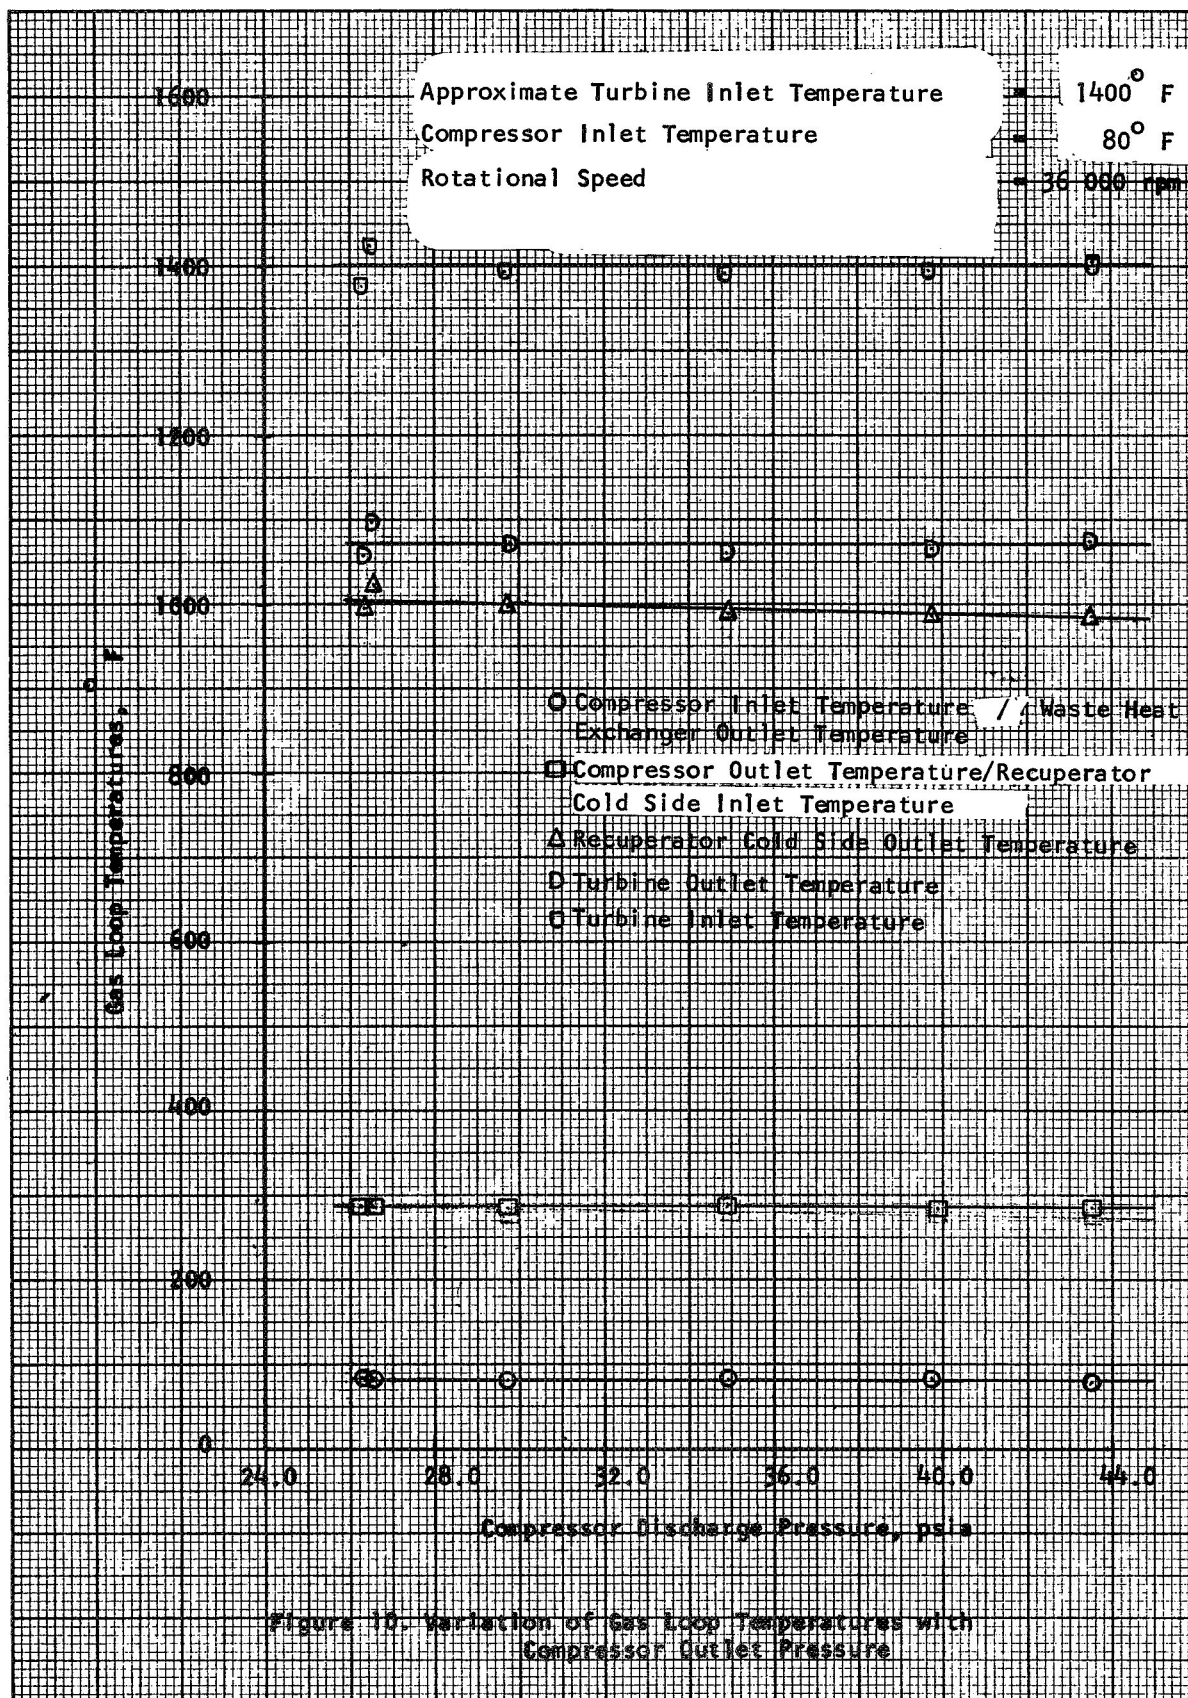 Approximate Turbine Inlet Temperature = 1400° F
Compressor Inlet Temperature = 80° F
Rotational Speed = 36 000 rpm
1600
1400
1200
1000
800
600
400
200
0
Gas Loop Temperatures, °F
O Compressor Inlet Temperature / Waste Heat
Exchanger Outlet Temperature
□ Compressor Outlet Temperature/Recuperator
Cold Side Inlet Temperature
△ Recuperator Cold Side Outlet Temperature
D Turbine Outlet Temperature
Turbine Inlet Temperature
24.0 28.0 32.0 36.0 40.0 44.0
Compressor Discharge Pressure, psia
Figure 10. Variation of Gas Loop Temperatures with
Compressor Outlet Pressure